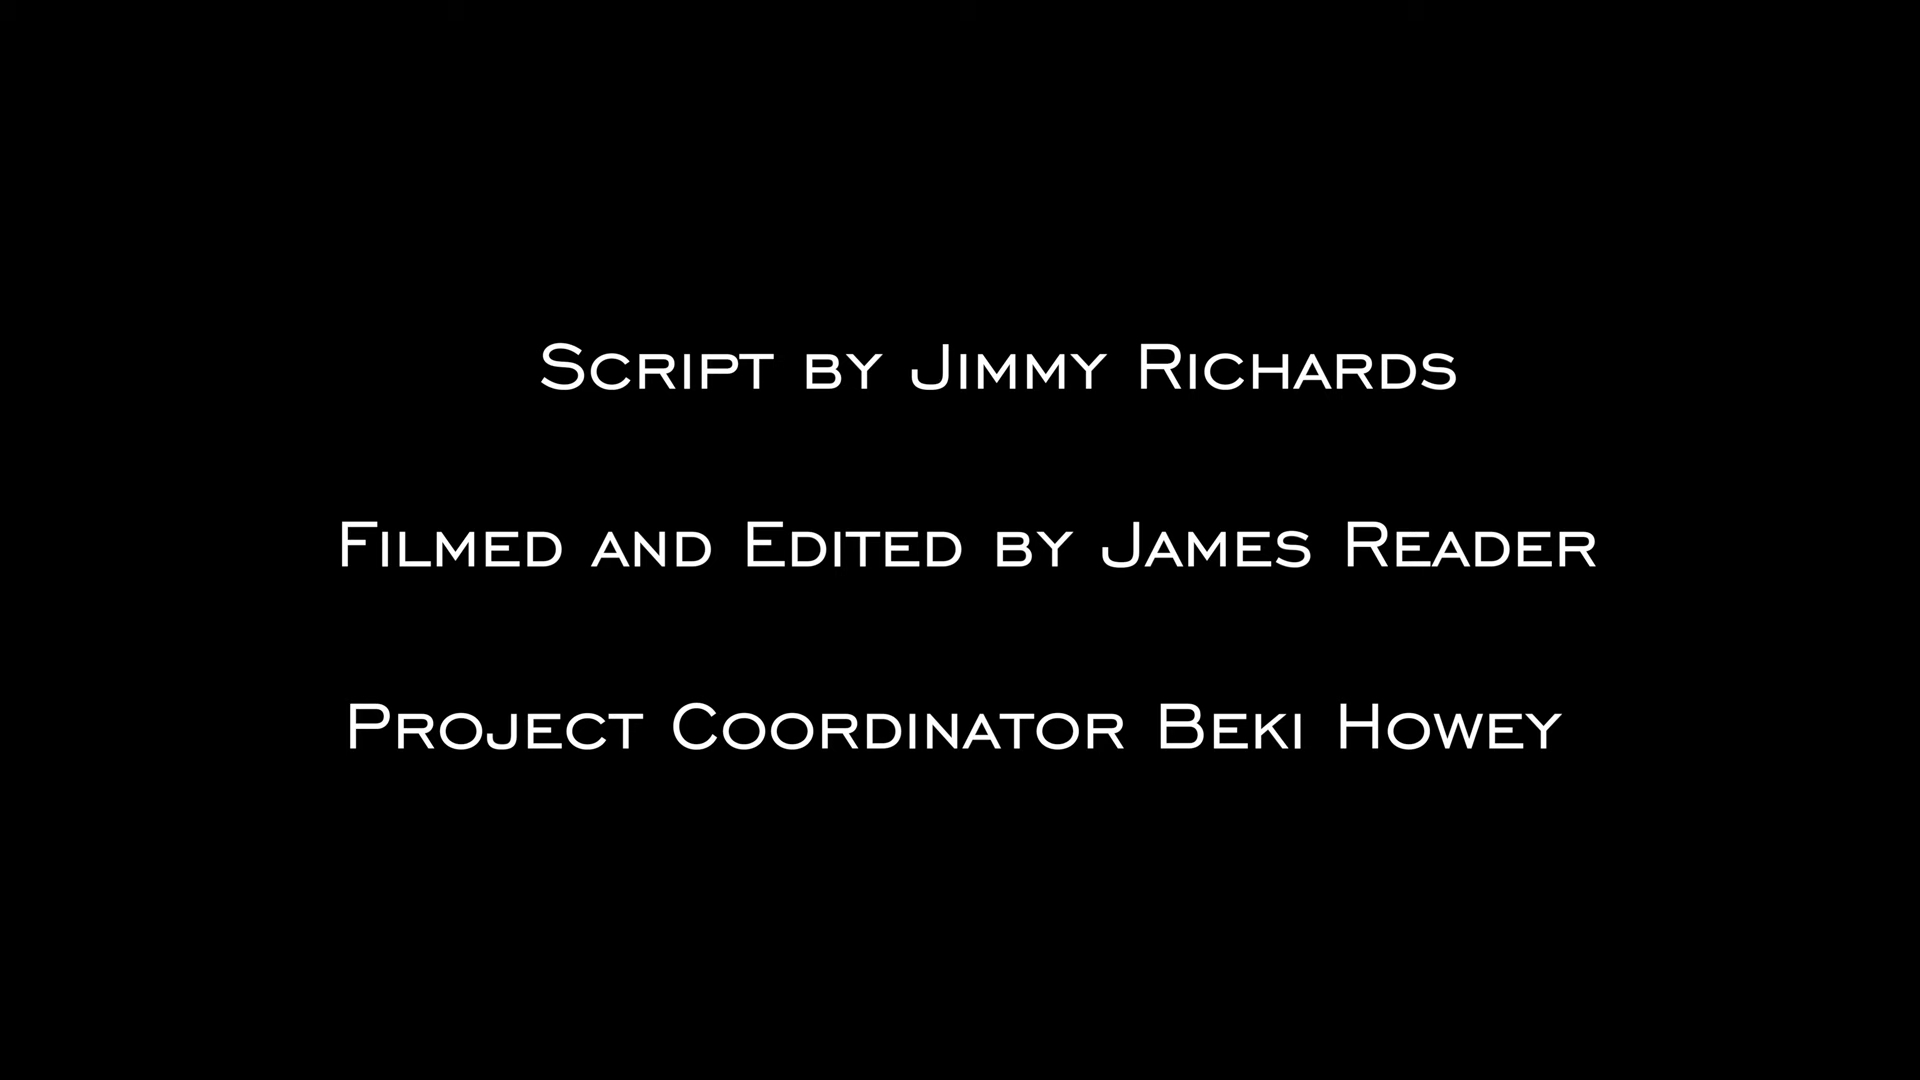 Script by Jimmy Richards
Filmed and Edited by James Reader
Project Coordinator Beki Howey